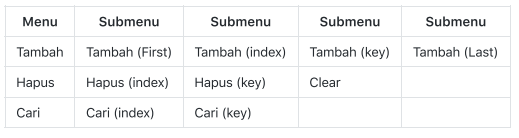 Menu Submenu Submenu Submenu Submenu
Tambah Tambah (First) Tambah (index) Tambah (key) Tambah (Last)
Hapus Hapus (index) Hapus (key) Clear
Cari Cari (index) Cari (key)